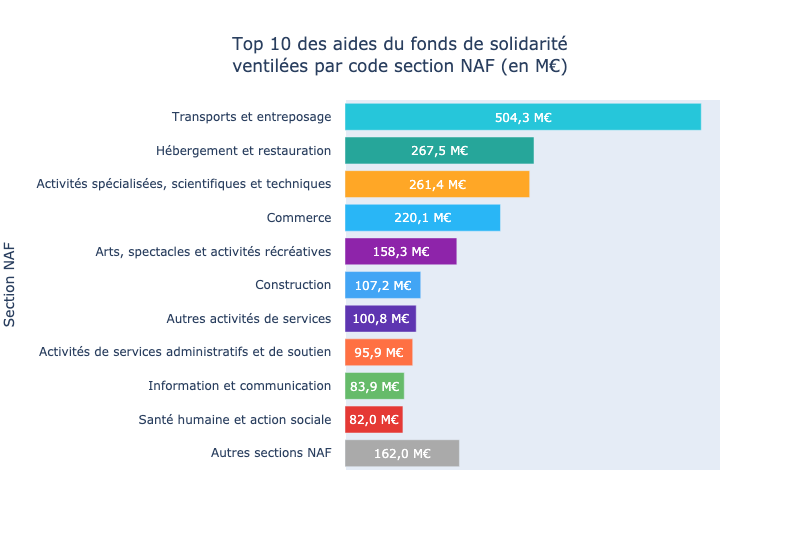 Top 10 des aides du fonds de solidarité
ventilées par code section NAF (en M€)
Section NAF
Transports et entreposage 504,3 M€
Hébergement et restauration 267,5 M€
Activités spécialisées, scientifiques et techniques 261,4 M€
Commerce 220,1 M€
Arts, spectacles et activités récréatives 158,3 M€
Construction 107,2 M€
Autres activités de services 100,8 M€
Activités de services administratifs et de soutien 95,9 M€
Information et communication 83,9 M€
Santé humaine et action sociale 82,0 M€
Autres sections NAF 162,0 M€